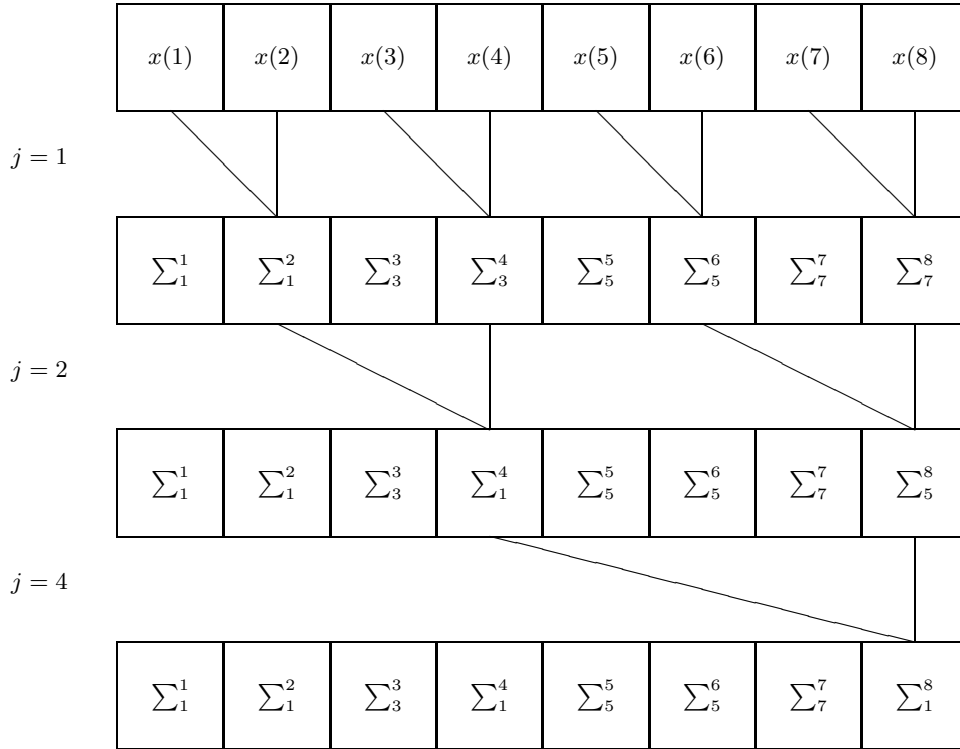 x(1) x(2) x(3) x(4) x(5) x(6) x(7) x(8)
j = 1
∑₁¹ ∑₁² ∑₃³ ∑₃⁴ ∑₅⁵ ∑₅⁶ ∑₇⁷ ∑₇⁸
j = 2
∑₁¹ ∑₁² ∑₃³ ∑₁⁴ ∑₅⁵ ∑₅⁶ ∑₇⁷ ∑₅⁸
j = 4
∑₁¹ ∑₁² ∑₃³ ∑₁⁴ ∑₅⁵ ∑₅⁶ ∑₇⁷ ∑₁⁸